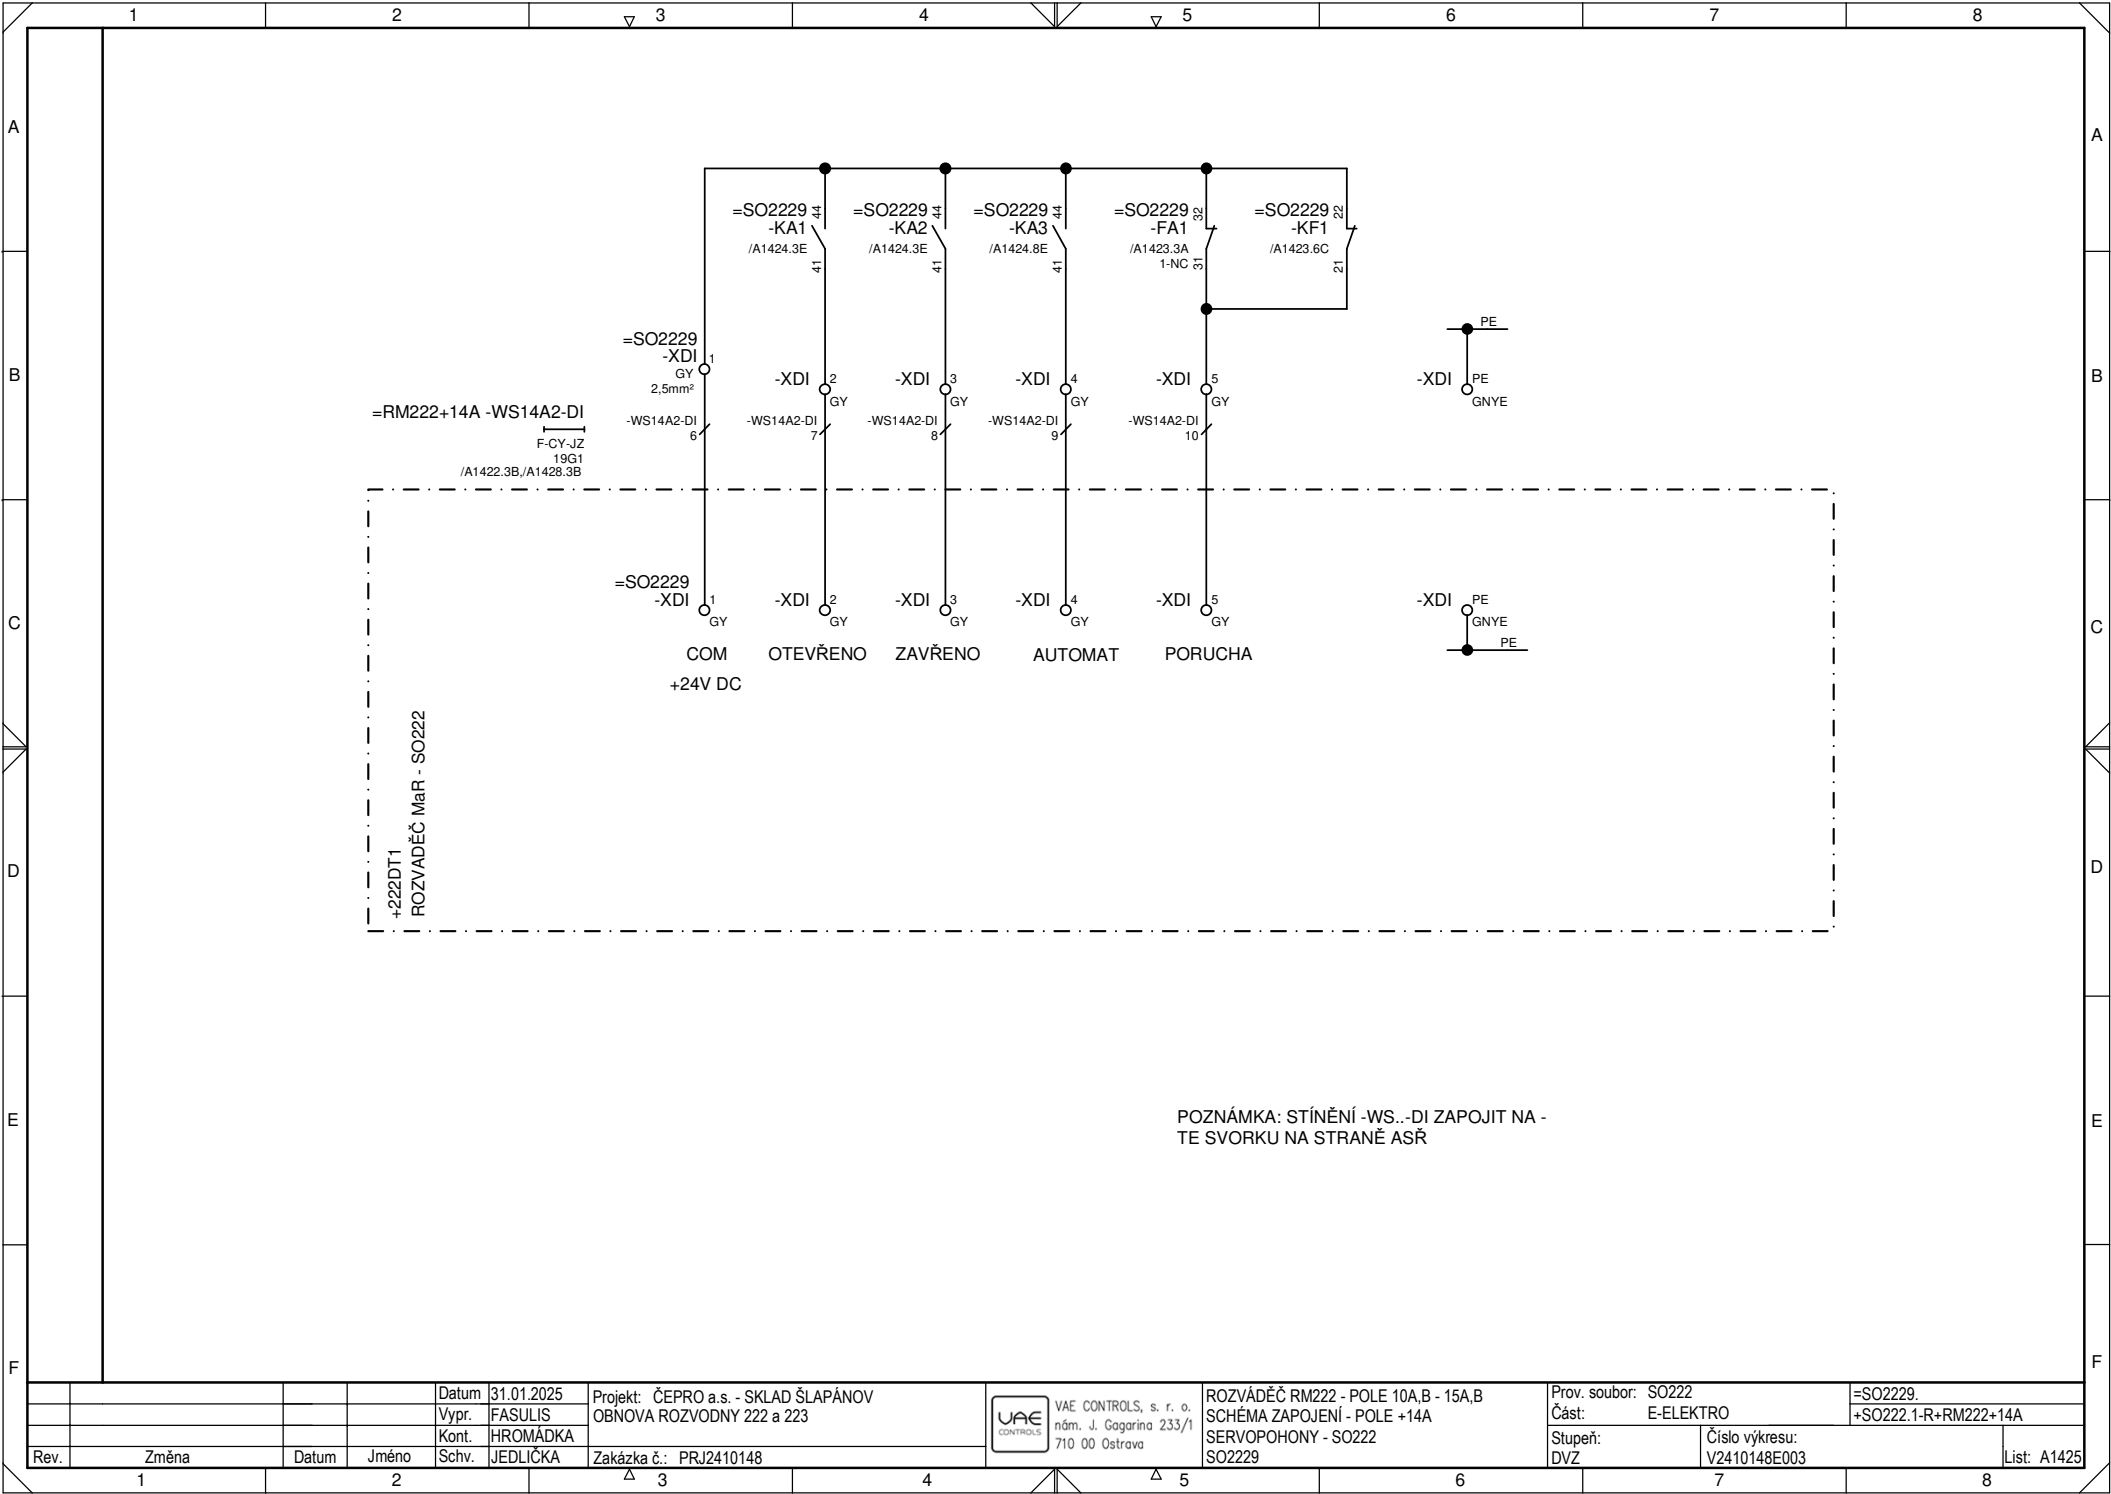 1 2 3 4 5 6 7 8
A A
=SO2229 44 =SO2229 44 =SO2229 44 =SO2229 32 =SO2229 22
-KA1 -KA2 -KA3 -FA1 -KF1
/A1424.3E /A1424.3E /A1424.8E /A1423.3A /A1423.6C
41 41 41 1-NC 31 21
=SO2229
-XDI 1
GY
2,5mm²
PE
B B
-XDI 2 GY -XDI 3 GY -XDI 4 GY -XDI 5 GY -XDI PE GNYE
=RM222+14A -WS14A2-DI
F-CY-JZ
19G1
/A1422.3B,/A1428.3B
-WS14A2-DI -WS14A2-DI -WS14A2-DI -WS14A2-DI -WS14A2-DI
6 7 8 9 10
=SO2229
-XDI 1 GY -XDI 2 GY -XDI 3 GY -XDI 4 GY -XDI 5 GY -XDI PE GNYE
C C
PE
COM OTEVŘENO ZAVŘENO AUTOMAT PORUCHA
+24V DC
+222DT1
ROZVADĚČ MaR - SO222
D D
E E
POZNÁMKA: STÍNĚNÍ -WS..-DI ZAPOJIT NA -
TE SVORKU NA STRANĚ ASŘ
F F
Rev. Změna Datum Jméno
Datum 31.01.2025
Vypr. FASULIS
Kont. HROMÁDKA
Schv. JEDLIČKA
Projekt: ČEPRO a.s. - SKLAD ŠLAPÁNOV
OBNOVA ROZVODNY 222 a 223
Zakázka č.: PRJ2410148
UAE
CONTROLS
VAE CONTROLS, s. r. o.
nám. J. Gagarina 233/1
710 00 Ostrava
ROZVÁDĚČ RM222 - POLE 10A,B - 15A,B
SCHÉMA ZAPOJENÍ - POLE +14A
SERVOPOHONY - SO222
SO2229
Prov. soubor: SO222
Část: E-ELEKTRO
Stupeň:
DVZ
Číslo výkresu:
V2410148E003
=SO2229.
+SO222.1-R+RM222+14A
List: A1425
1 2 3 4 5 6 7 8